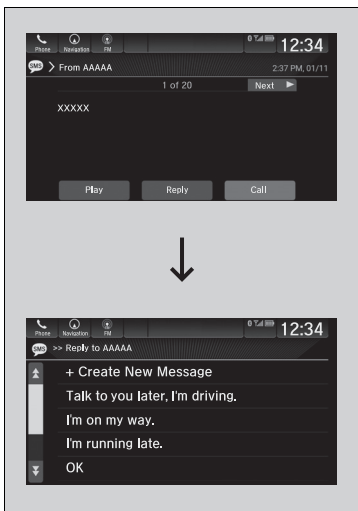 Phone Navigation FM 12:34
SMS > From AAAAA 2:37 PM, 01/11
1 of 20 Next
XXXXX
Play Reply Call
Phone Navigation FM 12:34
SMS >> Reply to AAAAA
+ Create New Message
Talk to you later, I'm driving.
I'm on my way.
I'm running late.
OK